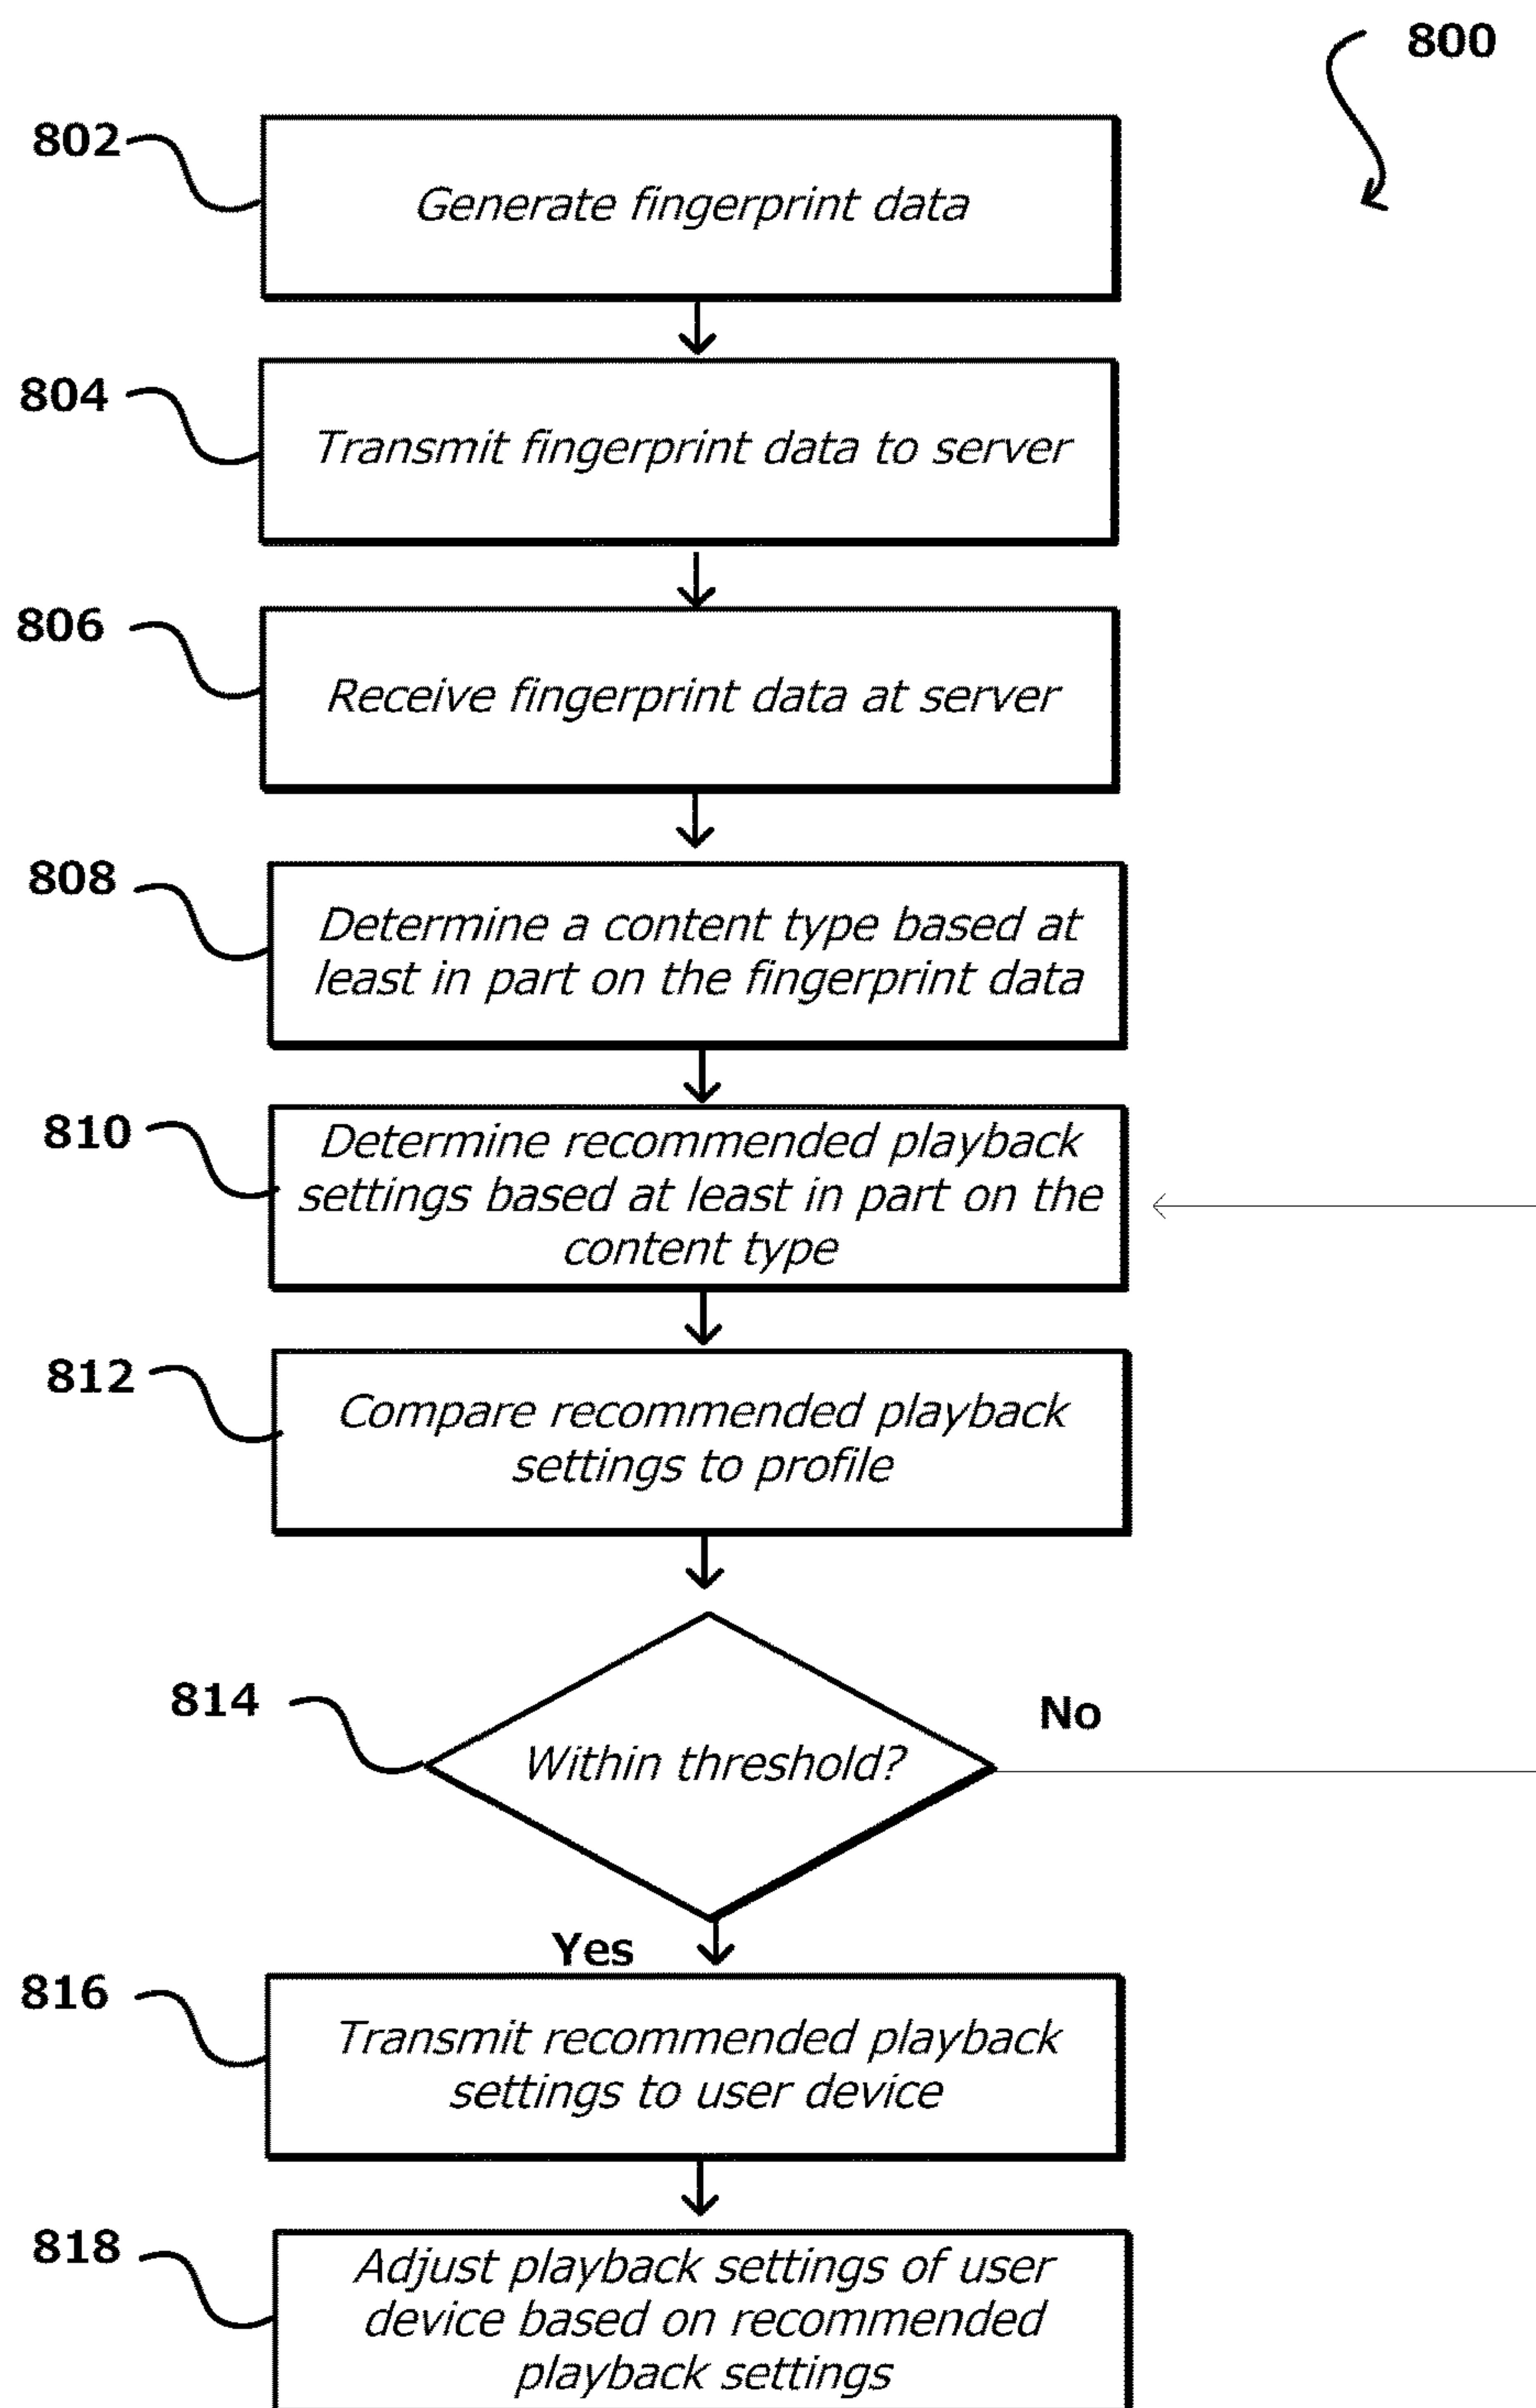 800
802
Generate fingerprint data
804
Transmit fingerprint data to server
806
Receive fingerprint data at server
808
Determine a content type based at
least in part on the fingerprint data
810
Determine recommended playback
settings based at least in part on the
content type
812
Compare recommended playback
settings to profile
814
Within threshold?
No
Yes
816
Transmit recommended playback
settings to user device
818
Adjust playback settings of user
device based on recommended
playback settings